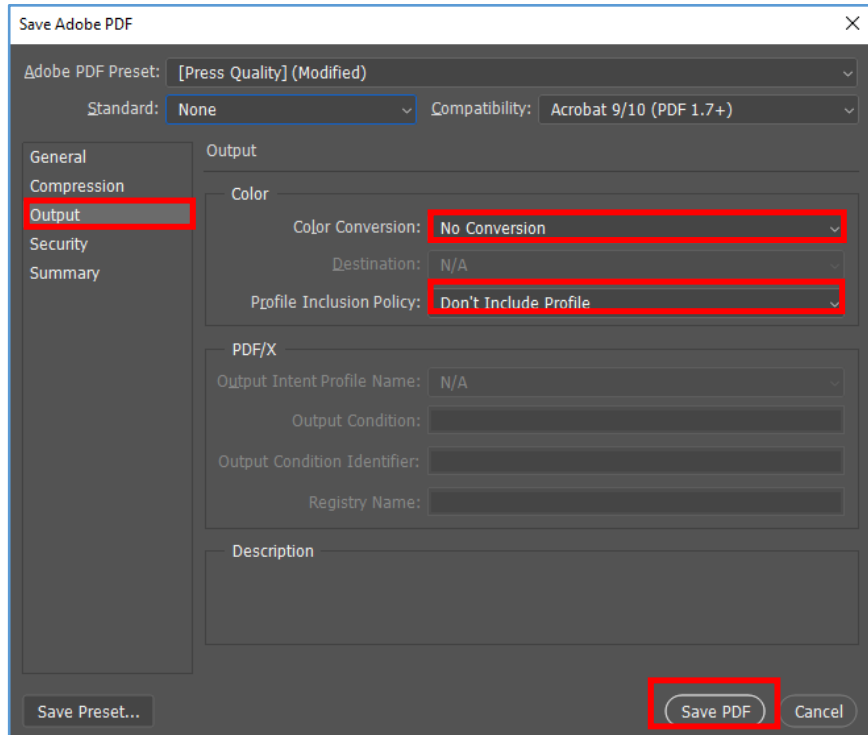 Save Adobe PDF
Adobe PDF Preset: [Press Quality] (Modified)
Standard: None Compatibility: Acrobat 9/10 (PDF 1.7+)
General
Compression
Output
Security
Summary
Output
Color
Color Conversion: No Conversion
Destination: N/A
Profile Inclusion Policy: Don't Include Profile
PDF/X
Output Intent Profile Name: N/A
Output Condition:
Output Condition Identifier:
Registry Name:
Description
Save Preset... Save PDF Cancel